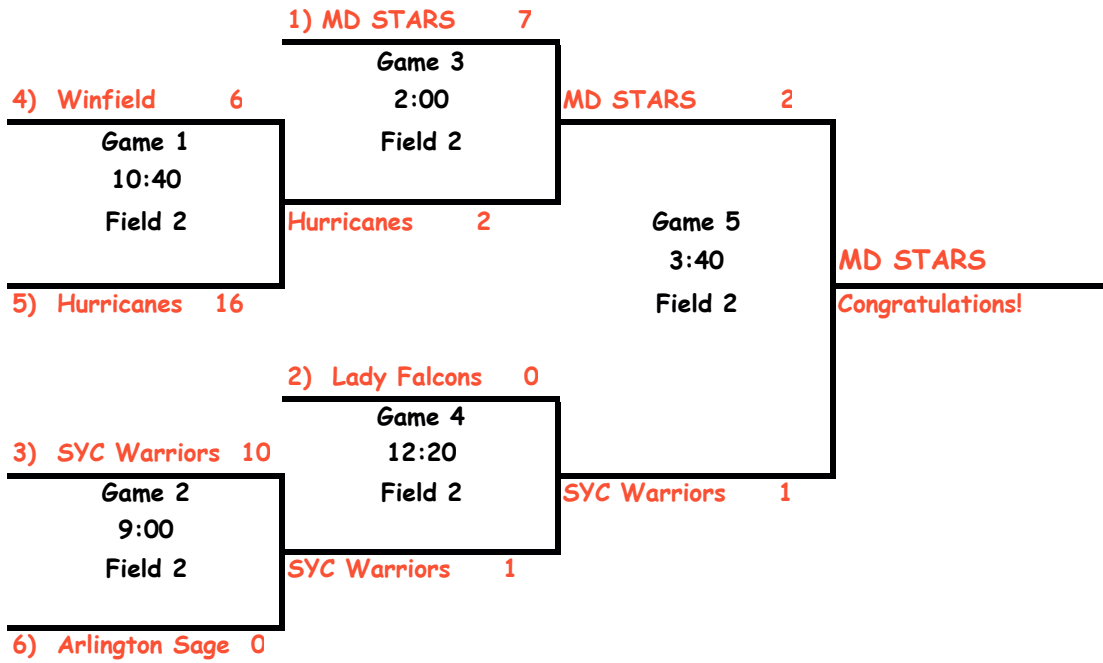 1) MD STARS 7
Game 3
4) Winfield 6
2:00
MD STARS 2
Game 1
Field 2
10:40
Field 2
Hurricanes 2
Game 5
3:40
MD STARS
5) Hurricanes 16
Field 2
Congratulations!
2) Lady Falcons 0
Game 4
3) SYC Warriors 10
12:20
Game 2
Field 2
SYC Warriors 1
9:00
Field 2
SYC Warriors 1
6) Arlington Sage 0